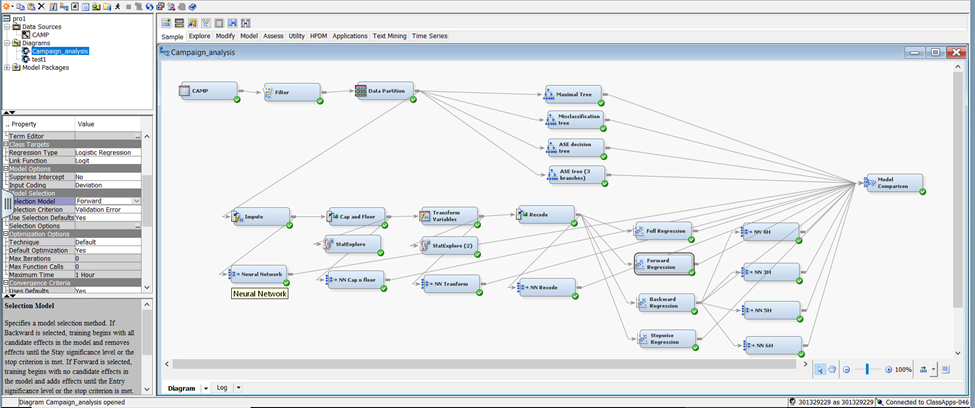 pro1
Data Sources
CAMP
Diagrams
Campaign_analysis
test1
Model Packages
Sample Explore Modify Model Assess Utility HPDM Applications Text Mining Time Series
Campaign_analysis
.. Property Value
Term Editor ...
Class Targets
Regression Type Logistic Regression
Link Function Logit
Model Options
Suppress Intercept No
Input Coding Deviation
Model Selection
Selection Model Forward
Selection Criterion Validation Error
Use Selection Defaults Yes
Selection Options ...
Optimization Options
Technique Default
Default Optimization Yes
Max Iterations 0
Max Function Calls 0
Maximum Time 1 Hour
Convergence Criteria
Uses Defaults Yes
Selection Model
Specifies a model selection method. If
Backward is selected, training begins with all
candidate effects in the model and removes
effects until the Stay significance level or the
stop criterion is met. If Forward is selected,
training begins with no candidate effects in
the model and adds effects until the Entry
significance level or the stop criterion is met.
CAMP
Filter
Data Partition
Maximal Tree
Misclassification
tree
ASE decision
tree
ASE tree (3
branches)
Model
Comparison
Impute
Cap and Floor
Transform
Variables
Recode
StatExplore
StatExplore (2)
Full Regression
NN 4H
Neural Network
NN Cap n floor
NN Transform
NN Recode
Forward
Regression
NN 3H
Neural Network
Backward
Regression
NN 5H
Stepwise
Regression
NN 6H
100%
Diagram Log
Diagram Campaign_analysis opened
301329229 as 301329229 Connected to ClassApps-046